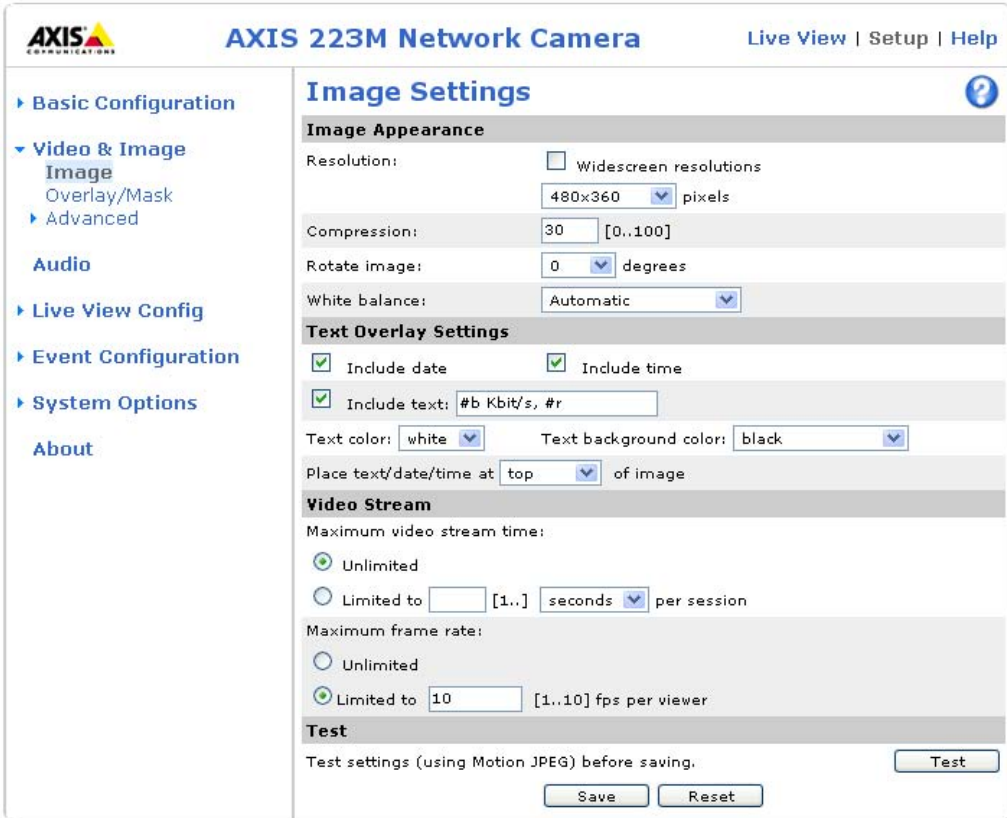 AXIS
COMMUNICATIONS
AXIS 223M Network Camera
Live View | Setup | Help
Basic Configuration
Video & Image
Image
Overlay/Mask
Advanced
Audio
Live View Config
Event Configuration
System Options
About
Image Settings
?
Image Appearance
Resolution:
Widescreen resolutions
480x360 pixels
Compression: 30 [0..100]
Rotate image: 0 degrees
White balance: Automatic
Text Overlay Settings
Include date Include time
Include text: #b Kbit/s, #r
Text color: white Text background color: black
Place text/date/time at top of image
Video Stream
Maximum video stream time:
Unlimited
Limited to [1..] seconds per session
Maximum frame rate:
Unlimited
Limited to 10 [1..10] fps per viewer
Test
Test settings (using Motion JPEG) before saving. Test
Save Reset